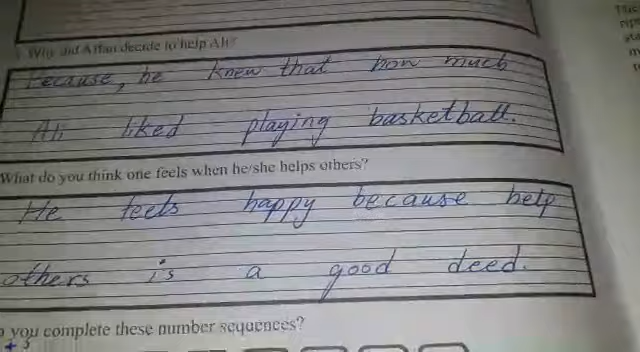 Why did Affan decide to help Ali?
Because, he knew that how much
Ali liked playing basketball.
What do you think one feels when he/she helps others?
He feels happy because help
others is a good deed.
you complete these number sequences?